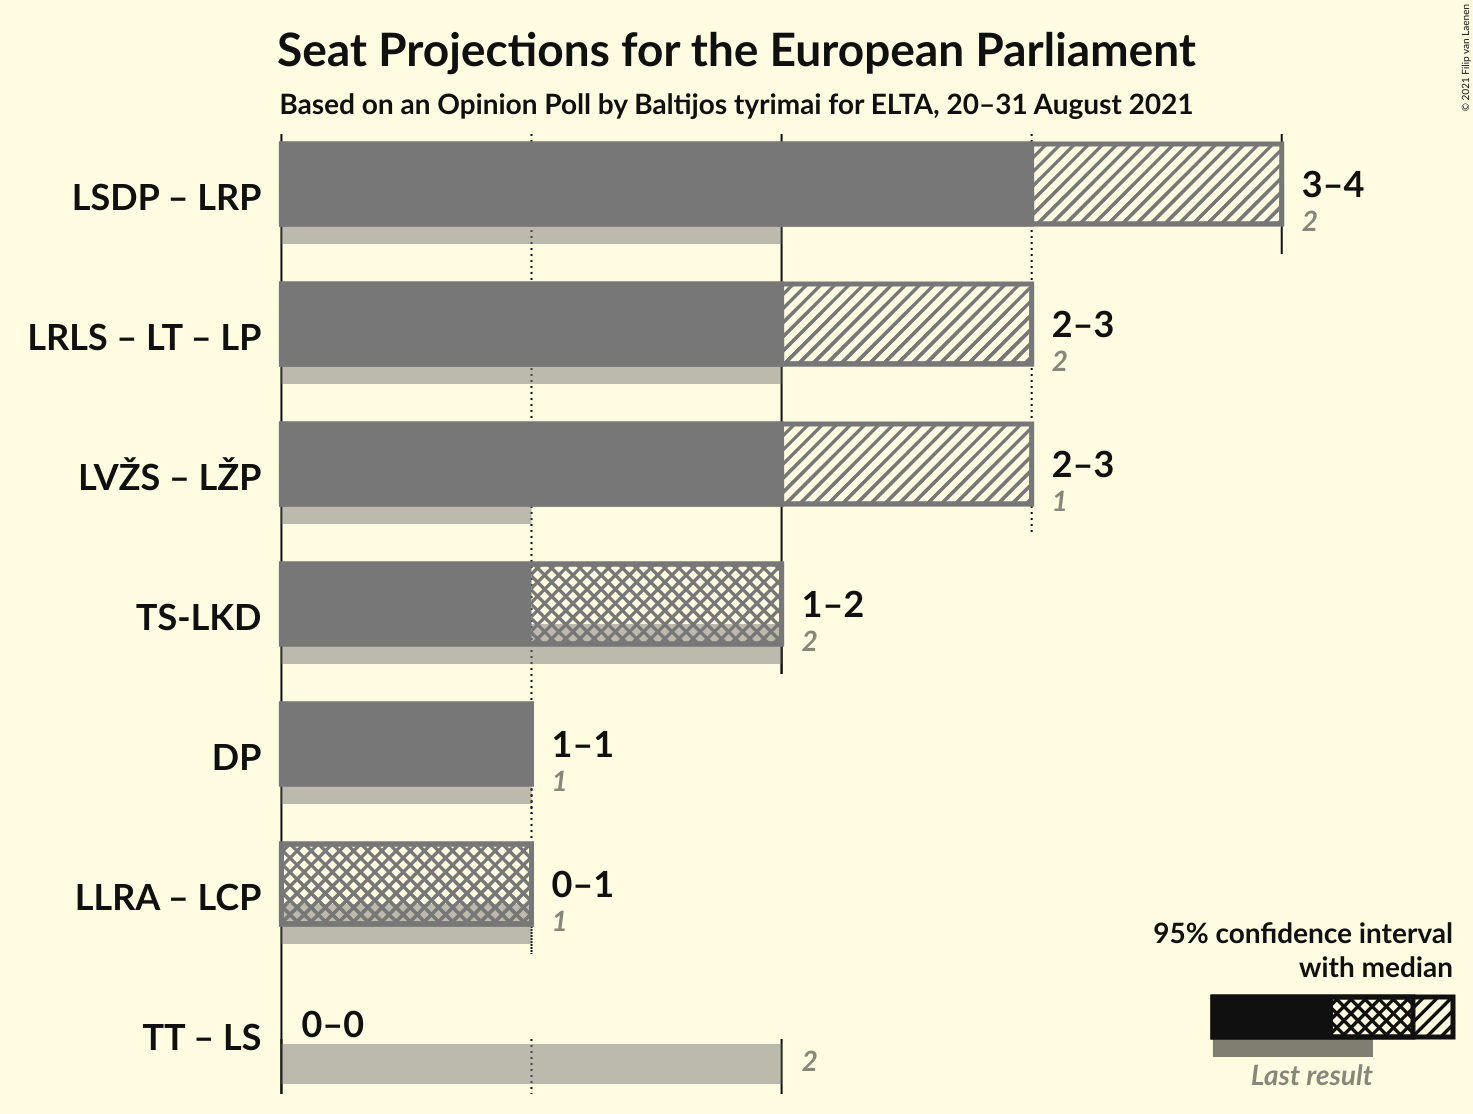 Seat Projections for the European Parliament
Based on an Opinion Poll by Baltijos tyrimai for ELTA, 20–31 August 2021
© 2021 Filip van Laenen
LSDP – LRP
3–4
2
LRLS – LT – LP
2–3
2
LVŽS – LŽP
2–3
1
TS-LKD
1–2
2
DP
1–1
1
LLRA – LCP
0–1
1
TT – LS
0–0
2
95% confidence interval
with median
Last result